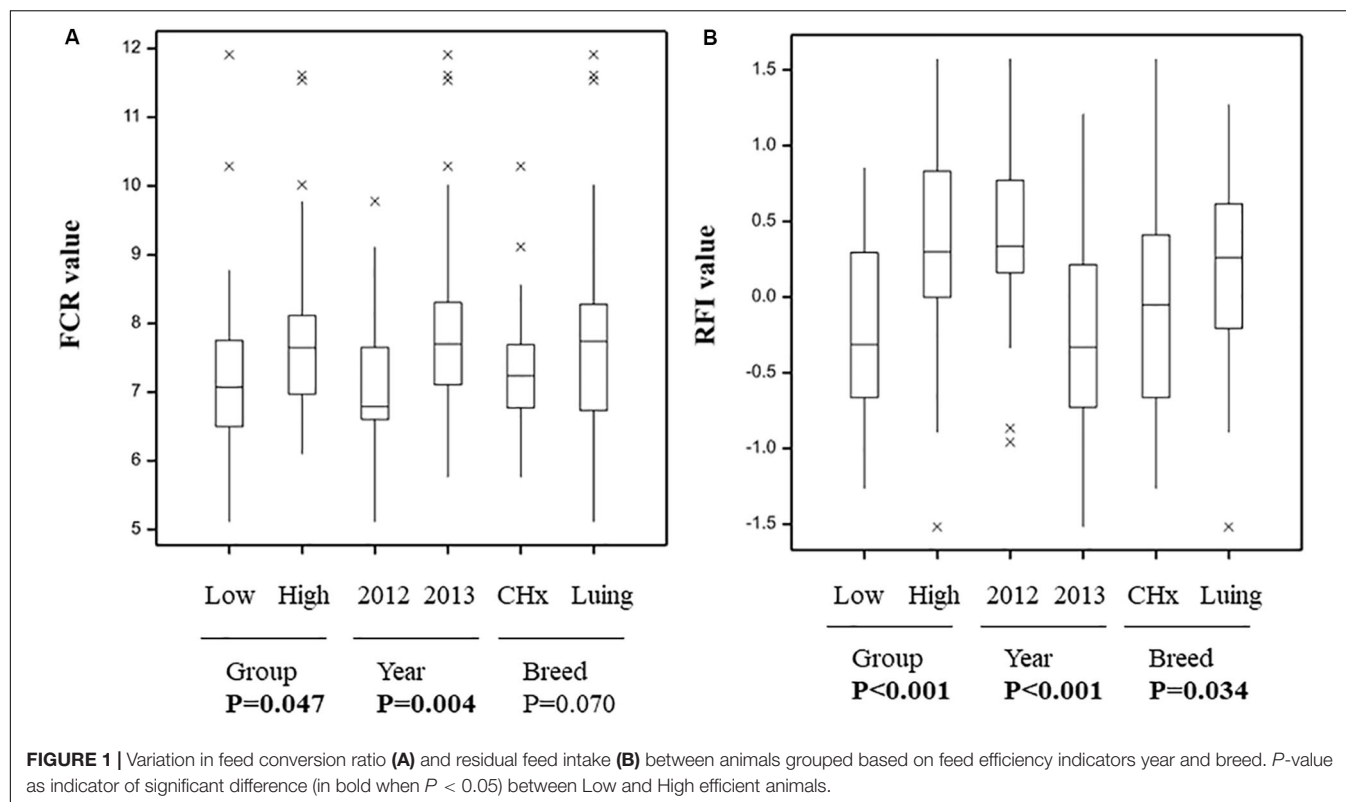 A
12
11
10
9
8
7
6
5
FCR value
Low High 2012 2013 CHx Luing
Group Year Breed
P=0.047 P=0.004 P=0.070
B
1.5
1.0
0.5
0.0
-0.5
-1.0
-1.5
RFI value
Low High 2012 2013 CHx Luing
Group Year Breed
P<0.001 P<0.001 P=0.034
FIGURE 1 | Variation in feed conversion ratio (A) and residual feed intake (B) between animals grouped based on feed efficiency indicators year and breed. P-value
as indicator of significant difference (in bold when P < 0.05) between Low and High efficient animals.